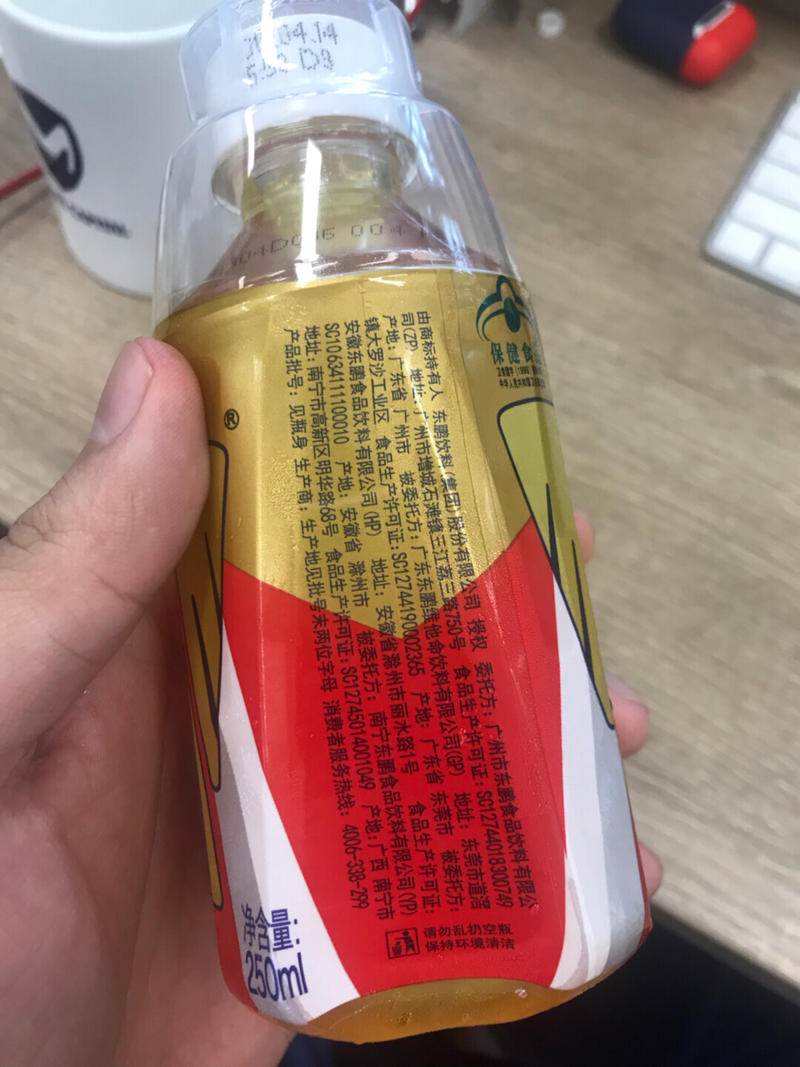 04.14
D3
®
保健食
由商标持有人 东鹏饮料(集团)股份有限公司 授权 委托方:广州市东鹏食品饮料有限公
司(ZP) 地址:广州市增城石滩镇三江荔三路750号 食品生产许可证:SC12744018300749
产地:广东省 广州市 被委托方:广东东鹏维他命饮料有限公司(GP) 地址:东莞市道滘
镇大罗沙工业区 食品生产许可证:SC12744190002365 产地:广东省 东莞市 被委托方:
安徽东鹏食品饮料有限公司(HP) 地址:安徽省滁州市丽水路1号 食品生产许可证:
SC10634111100010 产地:安徽省 滁州市 被委托方:南宁东鹏食品饮料有限公司(YP)
地址:南宁市高新区明华路68号 食品生产许可证:SC12745014001049 产地:广西 南宁市
产品批号:见瓶身 生产商:生产地见批号末两位字母 消费者服务热线:4006-338-299
请勿乱扔空瓶
保持环境清洁
净含量:
250ml